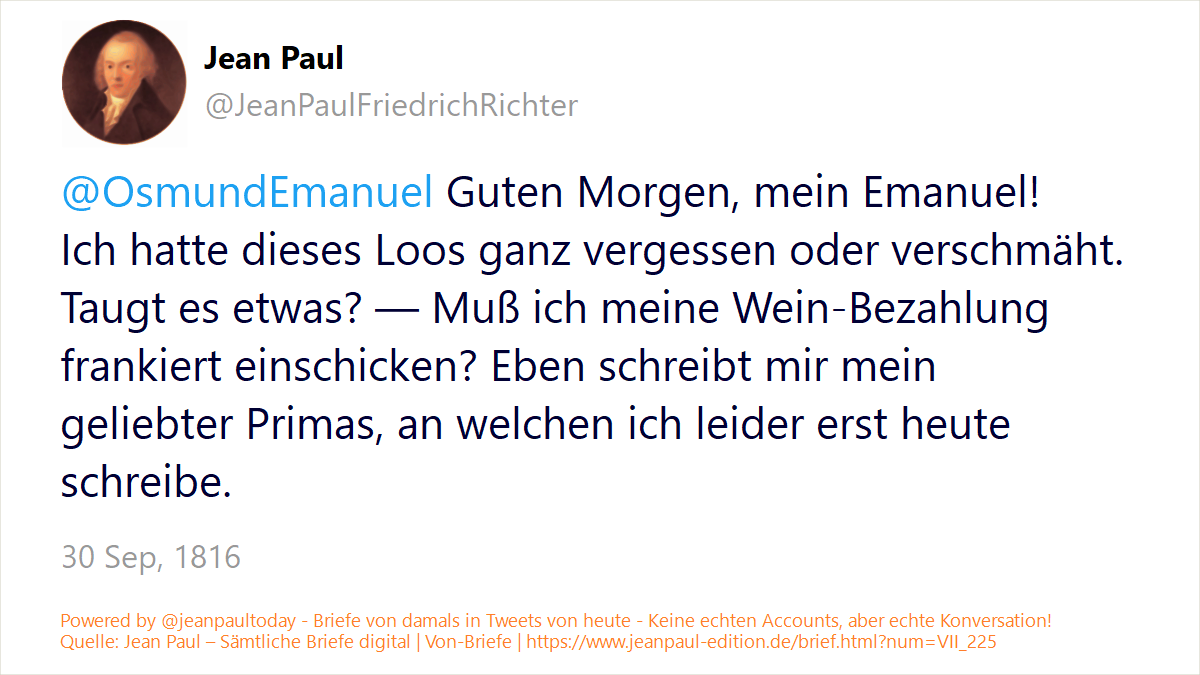 Jean Paul
@JeanPaulFriedrichRichter
@OsmundEmanuel Guten Morgen, mein Emanuel!
Ich hatte dieses Loos ganz vergessen oder verschmäht.
Taugt es etwas? — Muß ich meine Wein-Bezahlung
frankiert einschicken? Eben schreibt mir mein
geliebter Primas, an welchen ich leider erst heute
schreibe.
30 Sep, 1816
Powered by @jeanpaultoday - Briefe von damals in Tweets von heute - Keine echten Accounts, aber echte Konversation!
Quelle: Jean Paul – Sämtliche Briefe digital | Von-Briefe | https://www.jeanpaul-edition.de/brief.html?num=VII_225